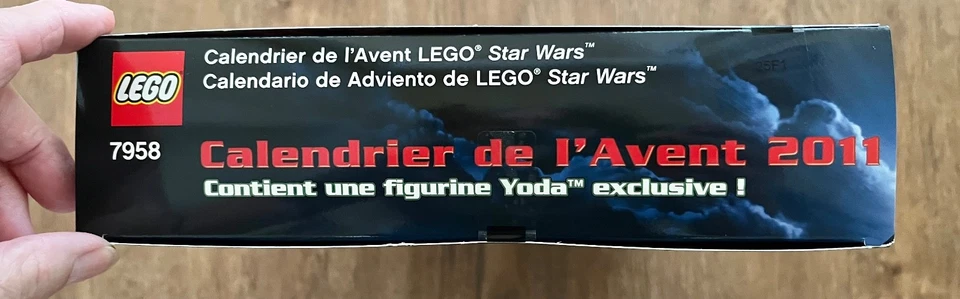 LEGO
Calendrier de l'Avent LEGO® Star Wars™
Calendario de Adviento de LEGO® Star Wars™
7958
Calendrier de l'Avent 2011
Contient une figurine Yoda™ exclusive !